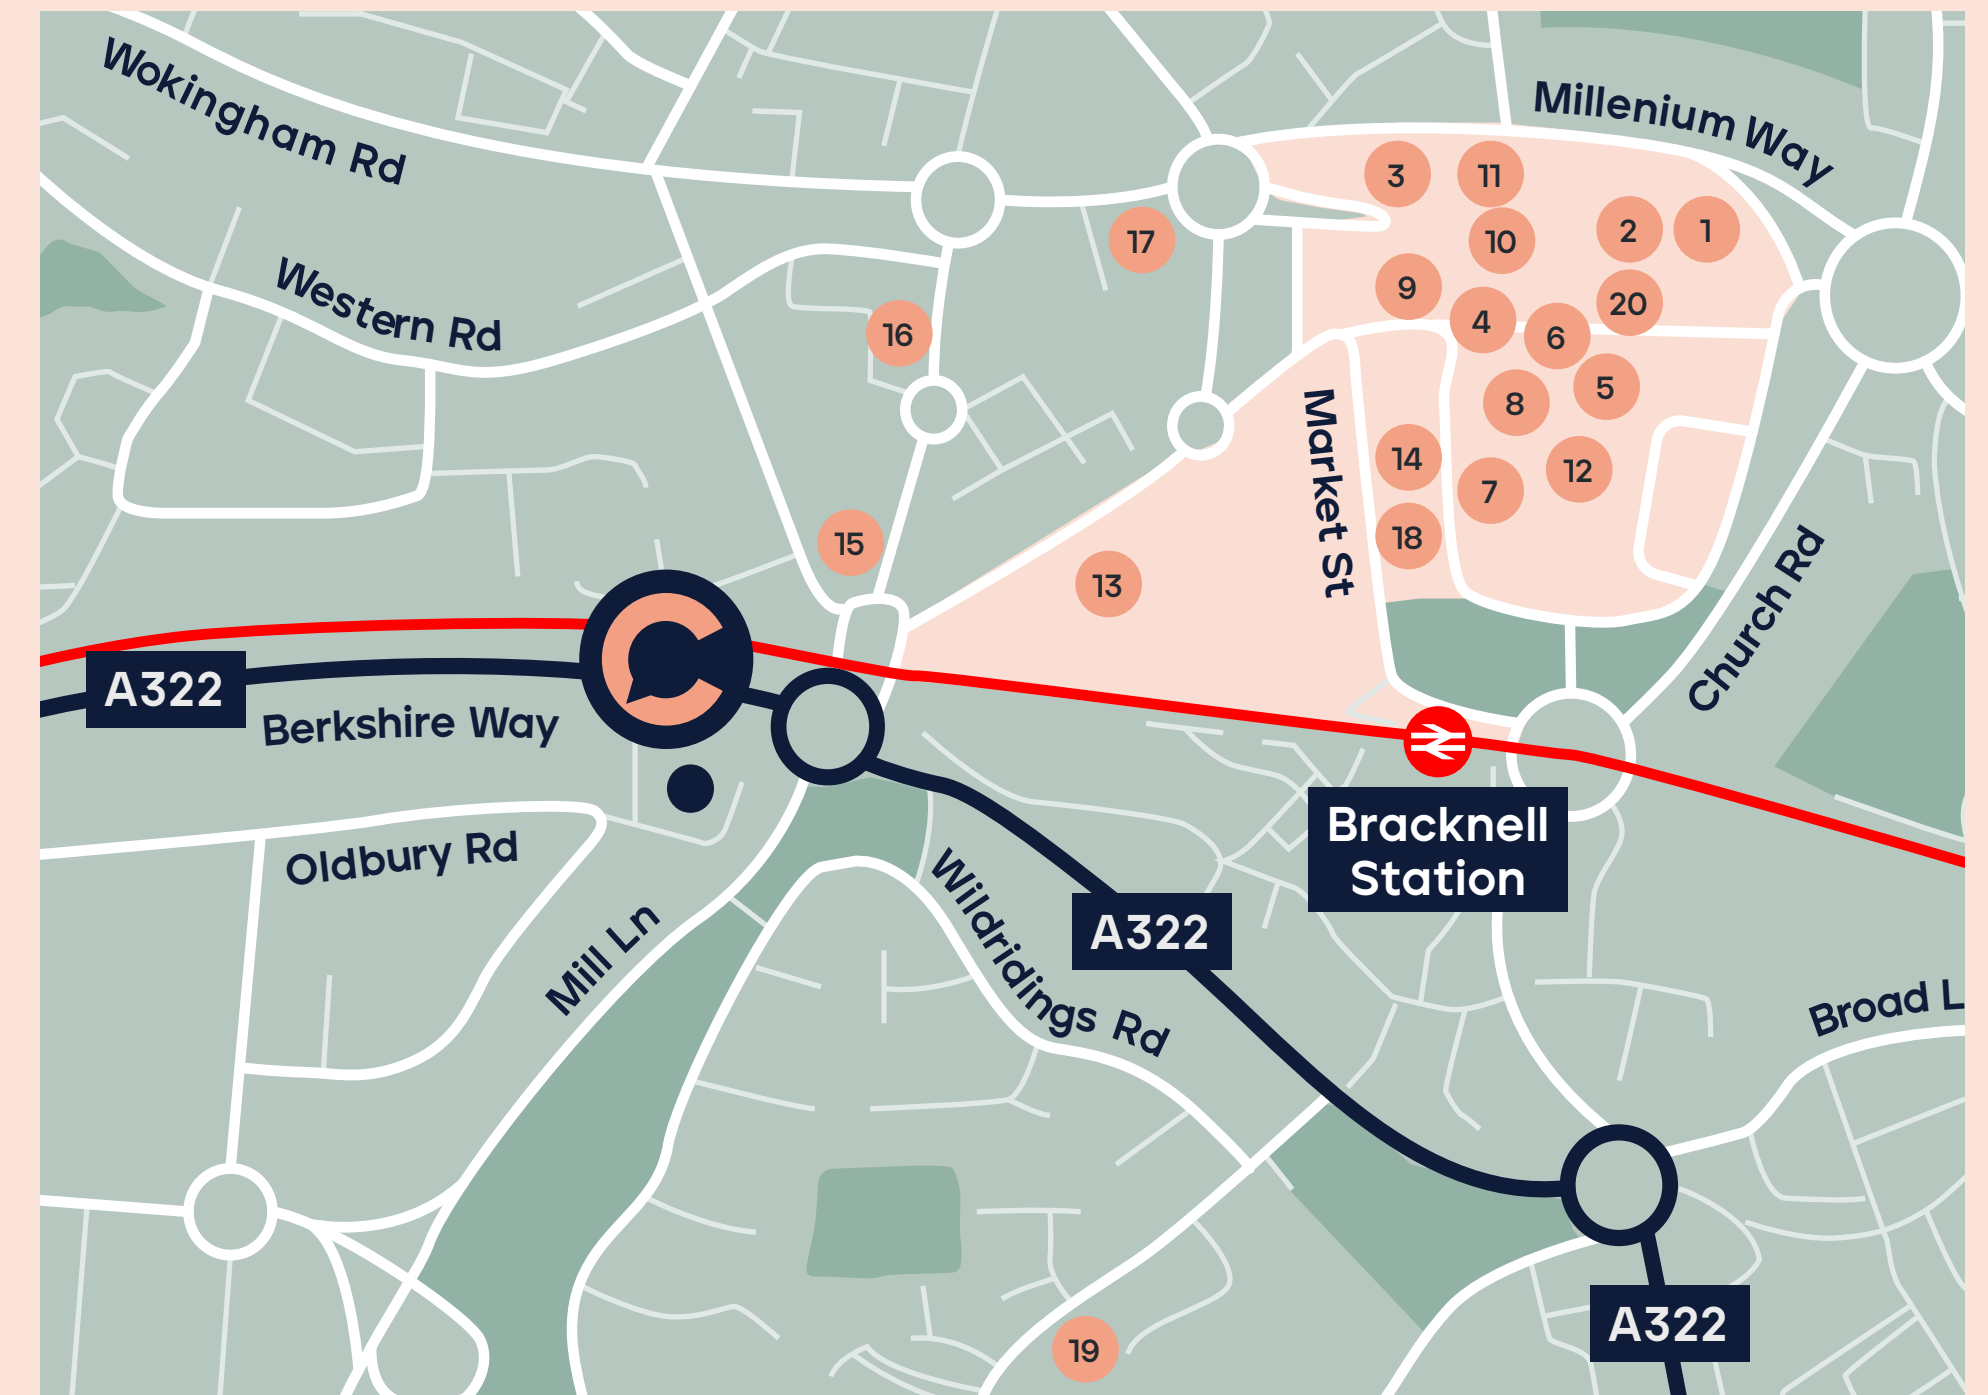 Wokingham Rd
Millenium Way
3
11
17
10
2
1
Western Rd
9
20
16
4
6
5
8
Market St
14
12
7
15
18
13
Church Rd
A322
Berkshire Way
Bracknell
Station
Oldbury Rd
Wildridings Rd
A322
Mill Ln
Broad L
A322
19